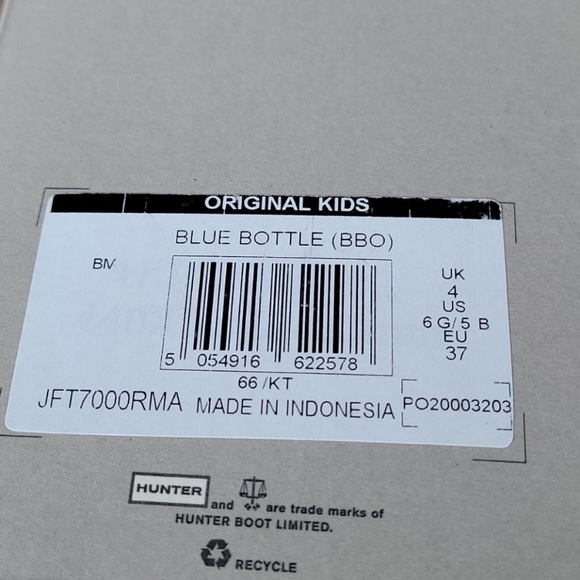 ORIGINAL KIDS
BLUE BOTTLE (BBO)
BM
UK
4
US
6 G/ 5 B
EU
37
5 054916 622578
66 /KT
JFT7000RMA MADE IN INDONESIA PO20003203
HUNTER and are trade marks of
HUNTER BOOT LIMITED.
RECYCLE